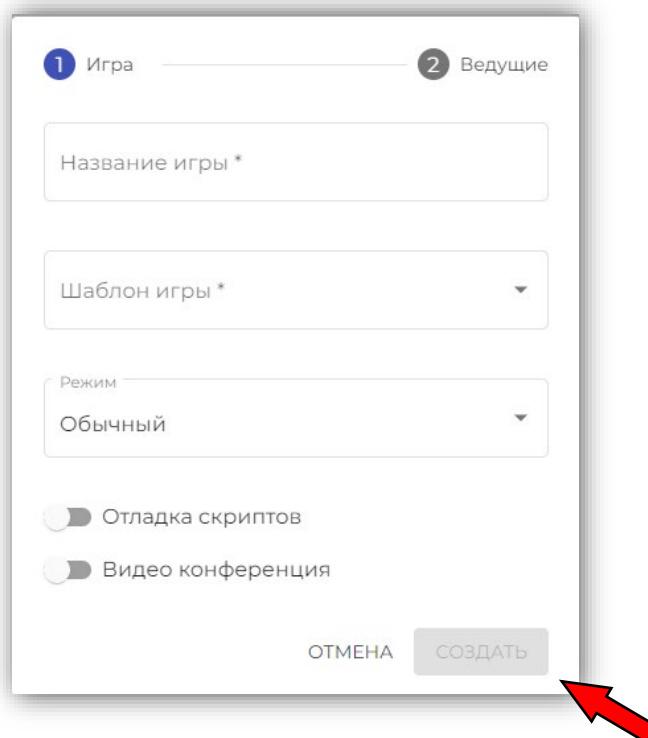 1 Игра
2 Ведущие
Название игры *
Шаблон игры *
Режим
Обычный
Отладка скриптов
Видео конференция
ОТМЕНА СОЗДАТЬ